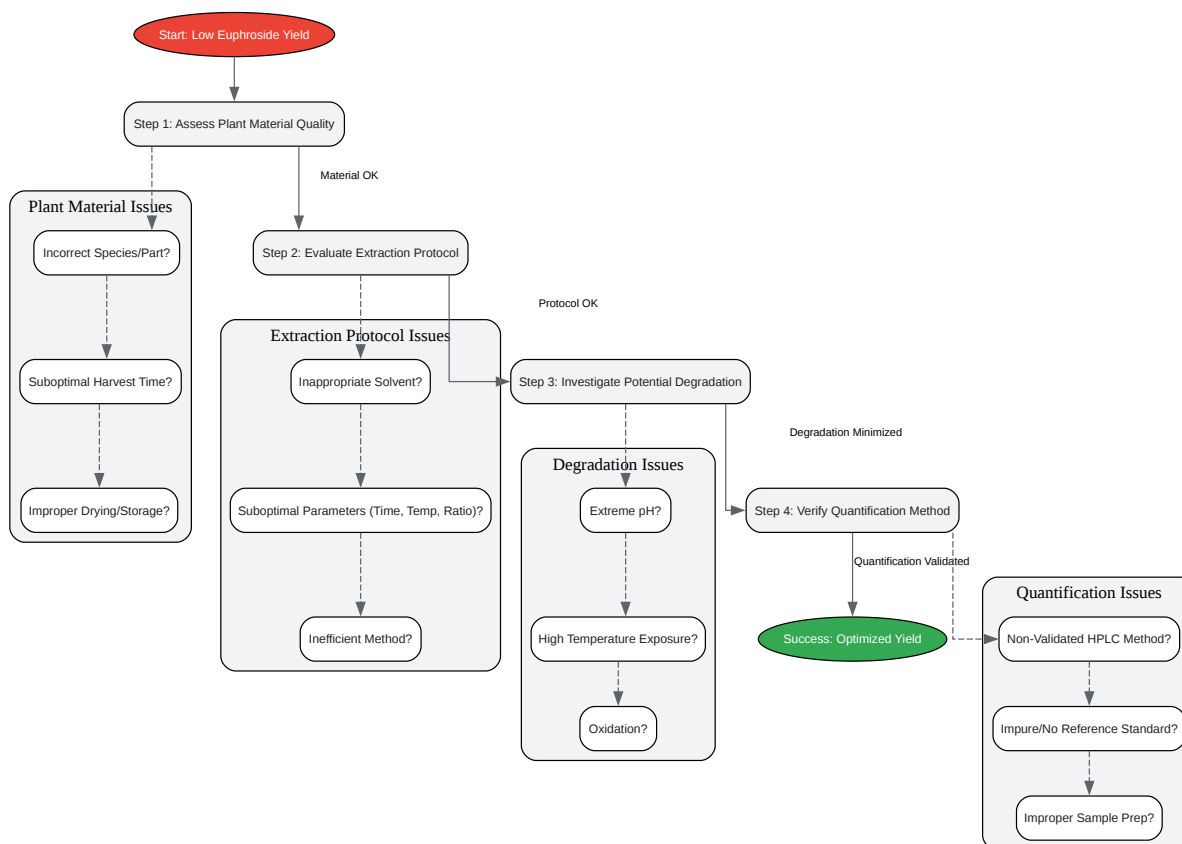 Start: Low Euphroside Yield
Step 1: Assess Plant Material Quality
Material OK
Plant Material Issues
Incorrect Species/Part?
Step 2: Evaluate Extraction Protocol
Protocol OK
Extraction Protocol Issues
Suboptimal Harvest Time?
Inappropriate Solvent?
Step 3: Investigate Potential Degradation
Degradation Minimized
Degradation Issues
Improper Drying/Storage?
Suboptimal Parameters (Time, Temp, Ratio)?
Extreme pH?
Step 4: Verify Quantification Method
Quantification Validated
Quantification Issues
Inefficient Method?
High Temperature Exposure?
Success: Optimized Yield
Non-Validated HPLC Method?
Oxidation?
Impure/No Reference Standard?
Improper Sample Prep?